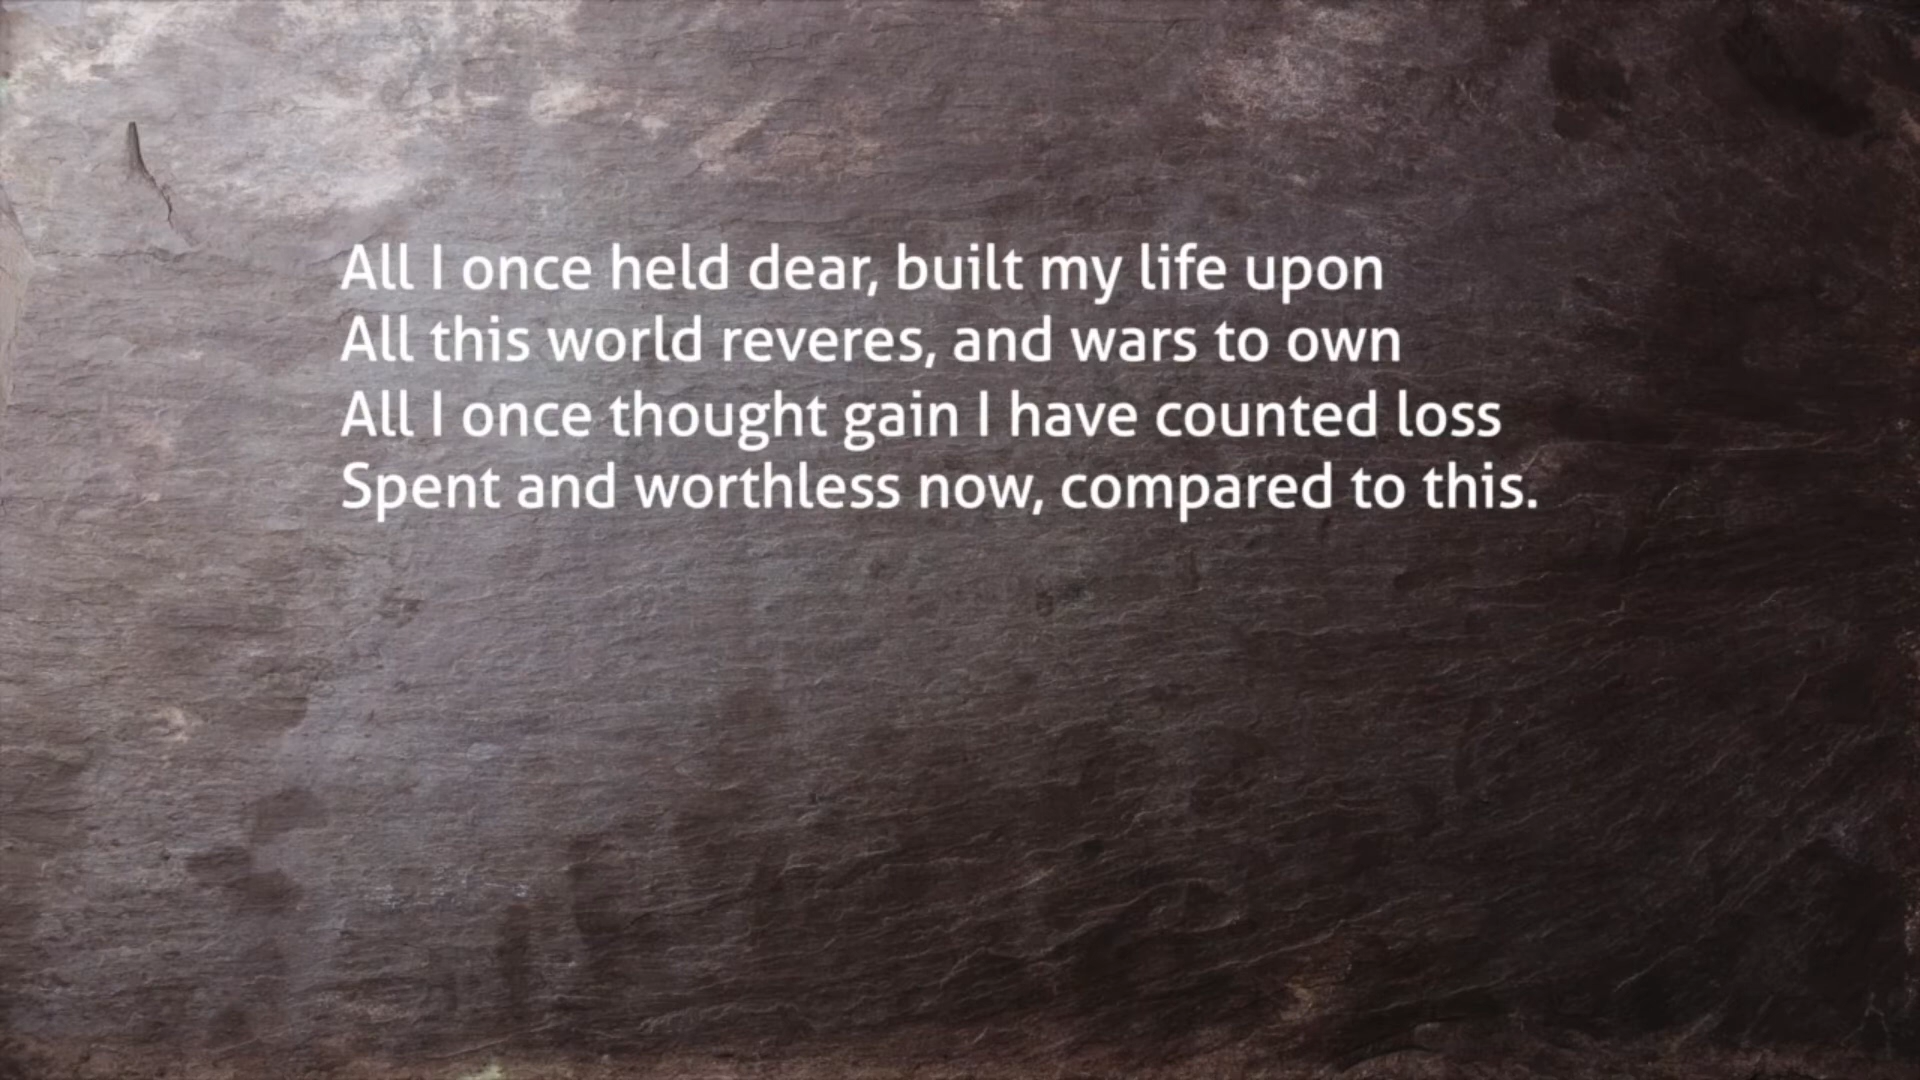 All I once held dear, built my life upon
All this world reveres, and wars to own
All I once thought gain I have counted loss
Spent and worthless now, compared to this.